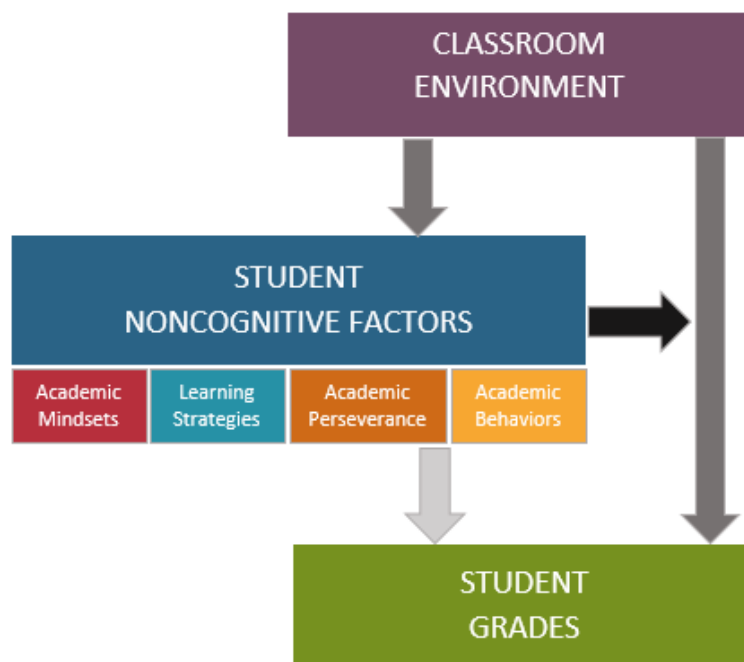 CLASSROOM
ENVIRONMENT
STUDENT
NONCOGNITIVE FACTORS
Academic
Mindsets
Learning
Strategies
Academic
Perseverance
Academic
Behaviors
STUDENT
GRADES